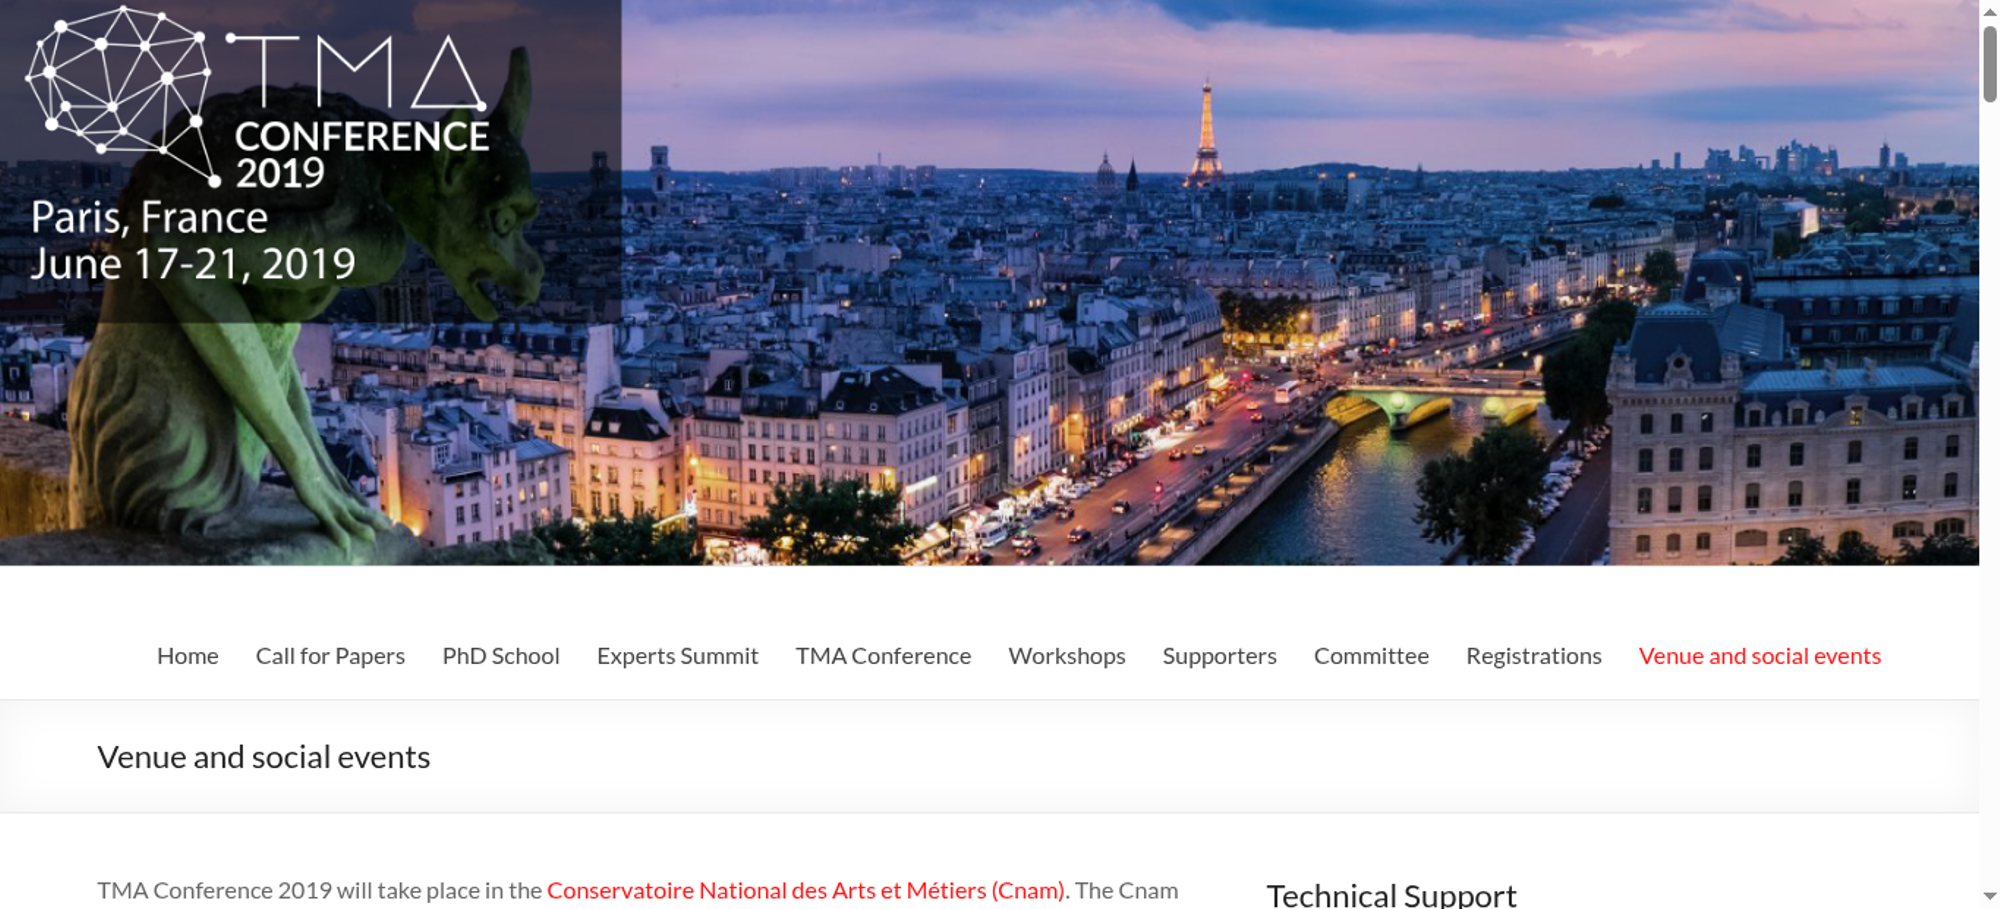 TMA
CONFERENCE
2019
Paris, France
June 17-21, 2019
Home Call for Papers PhD School Experts Summit TMA Conference Workshops Supporters Committee Registrations Venue and social events
Venue and social events
TMA Conference 2019 will take place in the Conservatoire National des Arts et Métiers (Cnam). The Cnam
Technical Support